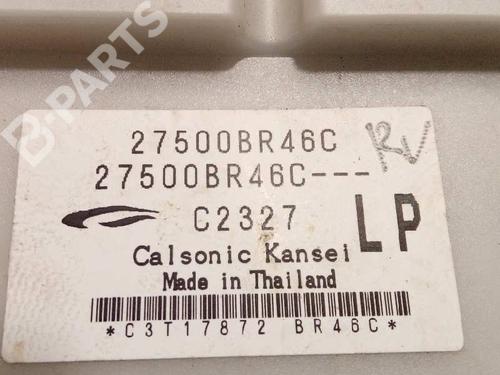 B-PARTS
27500BR46C
RV
27500BR46C---
C2327
LP
Calsonic Kansei
Made in Thailand
*C3T17872 BR46C*